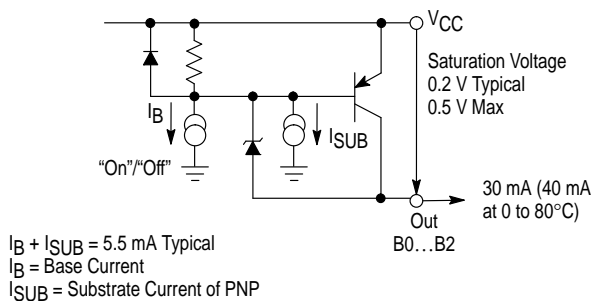 VCC
Saturation Voltage
0.2 V Typical
0.5 V Max
IB
ISUB
“On”/“Off”
30 mA (40 mA
at 0 to 80°C)
Out
B0...B2
IB + ISUB = 5.5 mA Typical
IB = Base Current
ISUB = Substrate Current of PNP